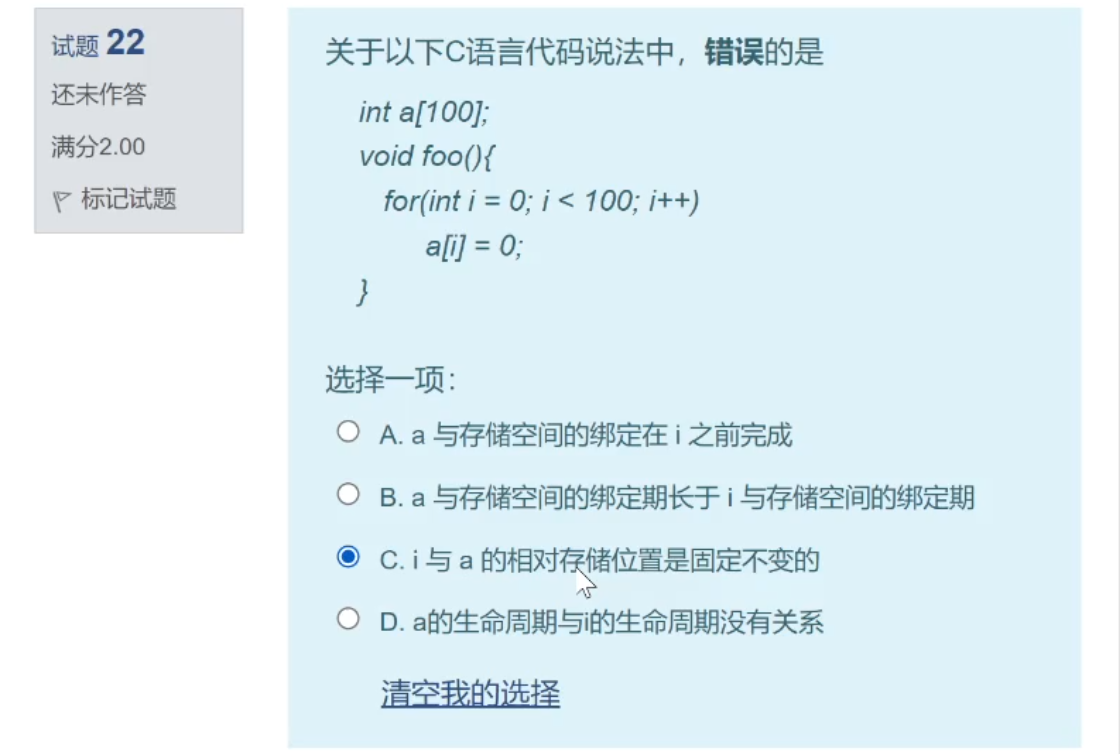 试题 22
还未作答
满分2.00
标记试题
关于以下C语言代码说法中，错误的是
int a[100];
void foo(){
for(int i = 0; i < 100; i++)
a[i] = 0;
}
选择一项：
A. a 与存储空间的绑定在 i 之前完成
B. a 与存储空间的绑定期长于 i 与存储空间的绑定期
C. i 与 a 的相对存储位置是固定不变的
D. a的生命周期与i的生命周期没有关系
清空我的选择